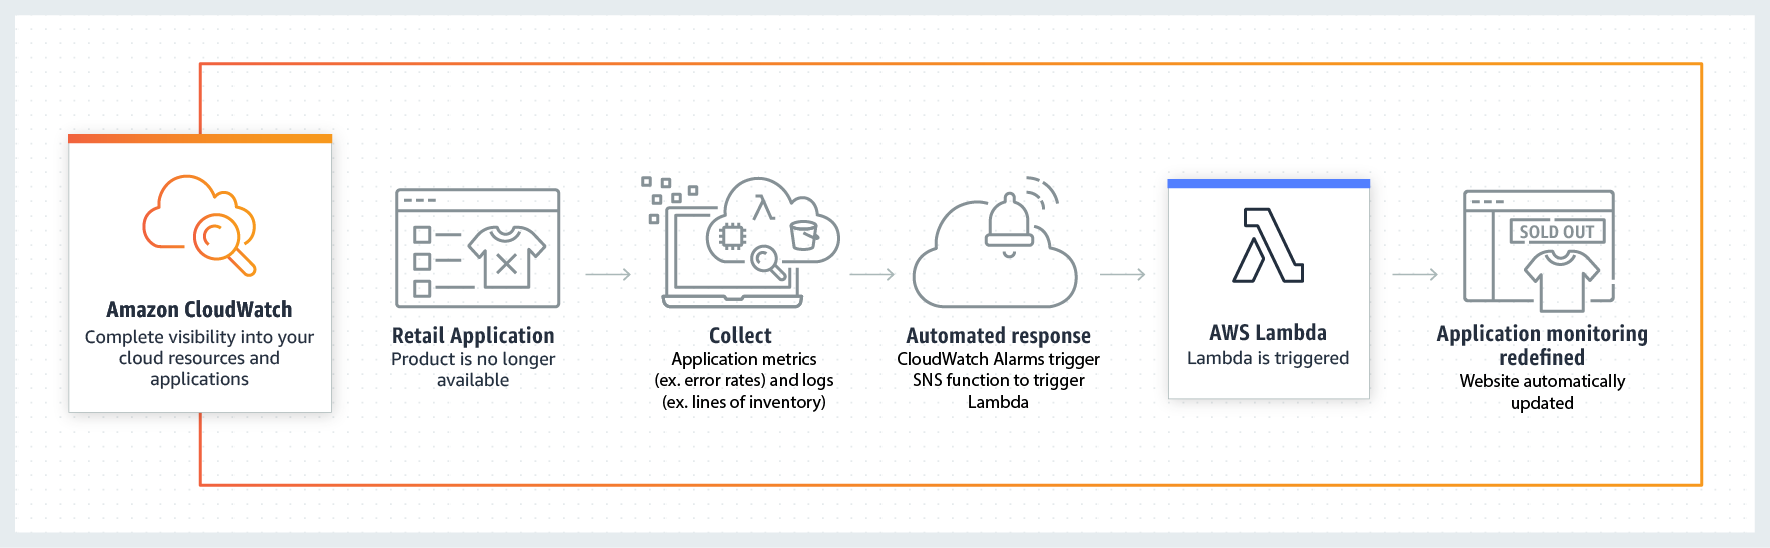 Amazon CloudWatch
Complete visibility into your
cloud resources and
applications
Retail Application
Product is no longer
available
Collect
Application metrics
(ex. error rates) and logs
(ex. lines of inventory)
Automated response
CloudWatch Alarms trigger
SNS function to trigger
Lambda
AWS Lambda
Lambda is triggered
SOLD OUT
Application monitoring
redefined
Website automatically
updated